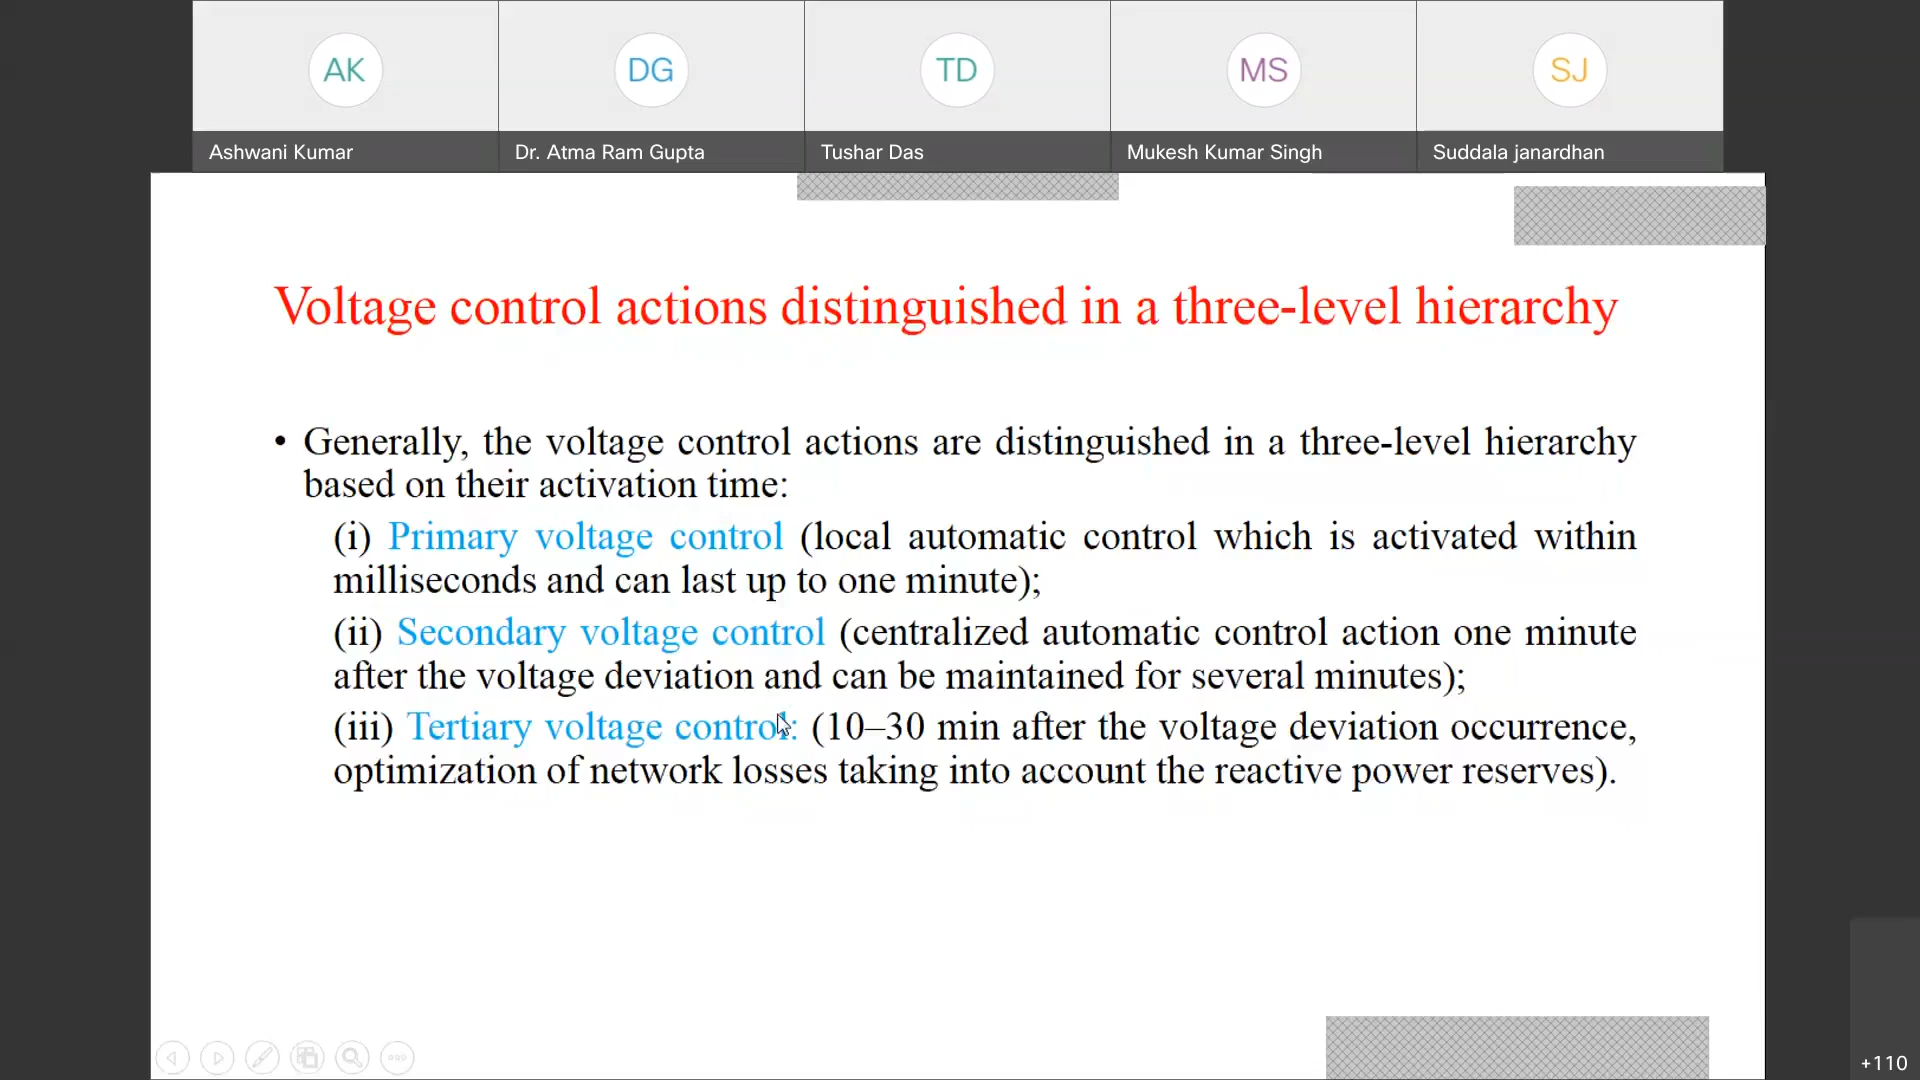 AK
DG
TD
MS
SJ
Ashwani Kumar
Dr. Atma Ram Gupta
Tushar Das
Mukesh Kumar Singh
Suddala janardhan
Voltage control actions distinguished in a three-level hierarchy
• Generally, the voltage control actions are distinguished in a three-level hierarchy
based on their activation time:
(i) Primary voltage control (local automatic control which is activated within
milliseconds and can last up to one minute);
(ii) Secondary voltage control (centralized automatic control action one minute
after the voltage deviation and can be maintained for several minutes);
(iii) Tertiary voltage control: (10–30 min after the voltage deviation occurrence,
optimization of network losses taking into account the reactive power reserves).
+110